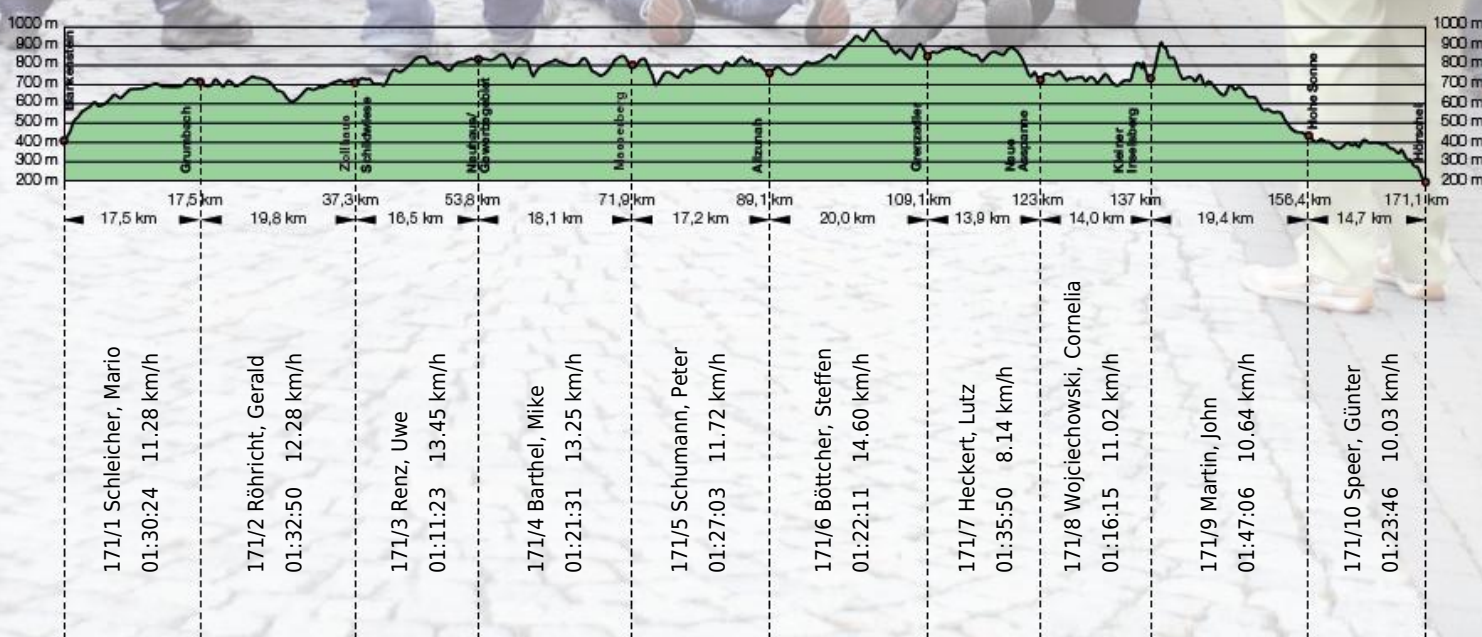 1000 m
900 m
800 m
700 m
600 m
500 m
400 m
300 m
200 m
1000 m
900 m
800 m
700 m
600 m
500 m
400 m
300 m
200 m
Blankenstein
Grumbach
Zollhaus
Schildwiese
Neuhaus/
Masserberg
Allzunah
Grenzadler
Neue
Ausspanne
Kleiner
Inselsberg
Hohe Sonne
Hörschel
17,5 km
37,3 km
53,8 km
71,9 km
89,1 km
109,1 km
123 km
137 km
156,4 km
171,1 km
17,5 km
19,8 km
16,5 km
18,1 km
17,2 km
20,0 km
13,9 km
14,0 km
19,4 km
14,7 km
171/1 Schleicher, Mario
01:30:24 11.28 km/h
171/2 Röhricht, Gerald
01:32:50 12.28 km/h
171/3 Renz, Uwe
01:11:23 13.45 km/h
171/4 Barthel, Mike
01:21:31 13.25 km/h
171/5 Schumann, Peter
01:27:03 11.72 km/h
171/6 Böttcher, Steffen
01:22:11 14.60 km/h
171/7 Heckert, Lutz
01:35:50 8.14 km/h
171/8 Wojciechowski, Cornelia
01:16:15 11.02 km/h
171/9 Martin, John
01:47:06 10.64 km/h
171/10 Speer, Günter
01:23:46 10.03 km/h